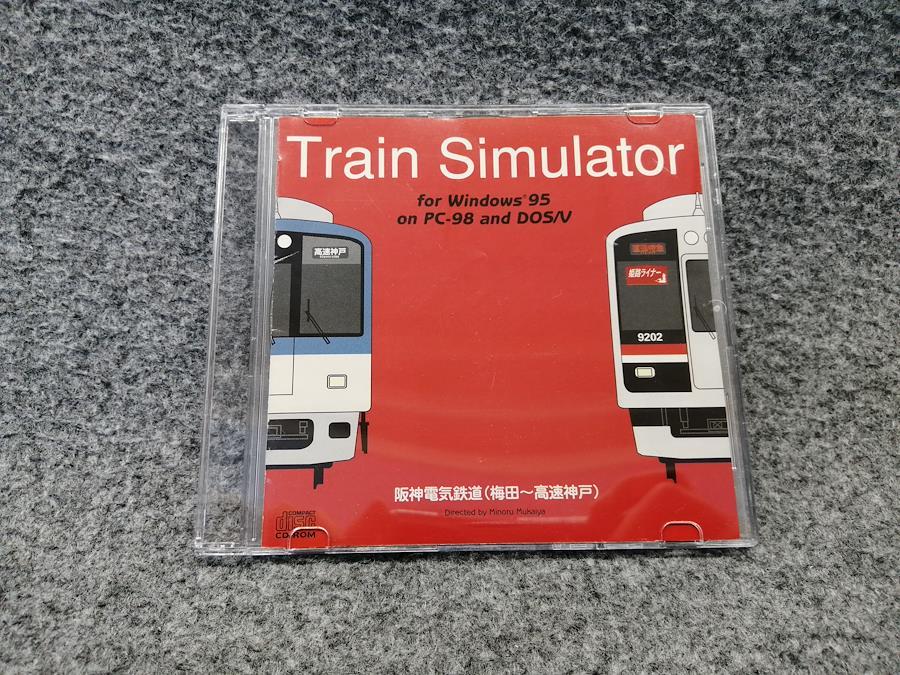 Train Simulator
for Windows®95
on PC-98 and DOS/V
高速神戸
直通特急
姫路ライナー
9202
阪神電気鉄道(梅田～高速神戸)
Directed by Minoru Mukaiya
COMPACT
disc
CD-ROM